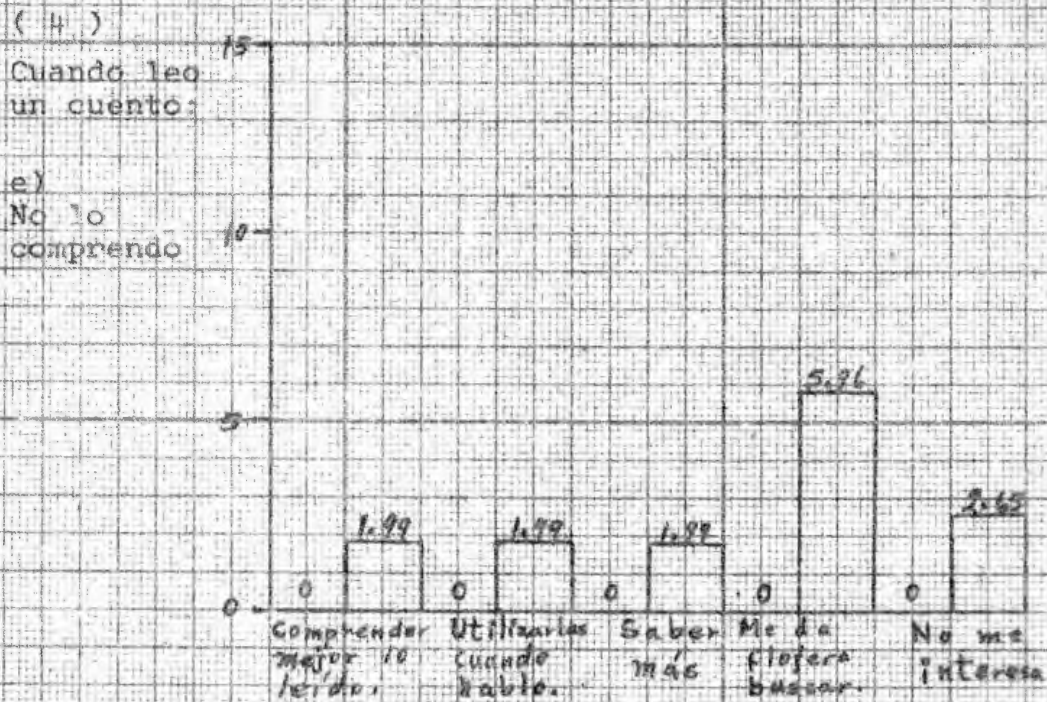 ( 4 )
Cuando leo
un cuento:
e)
No lo
comprendo
15
10
5
0
0 1.99 0 1.99 0 1.99 0 5.96 0 2.65
Comprender
mejor lo
leído.
Utilizarlas
cuando
hablo.
Saber
más
Me da
flojera
buscar.
No me
interesa